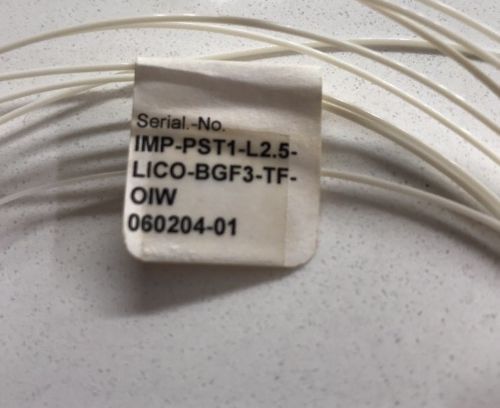 Serial.-No.
IMP-PST1-L2.5-
LICO-BGF3-TF-
OIW
060204-01